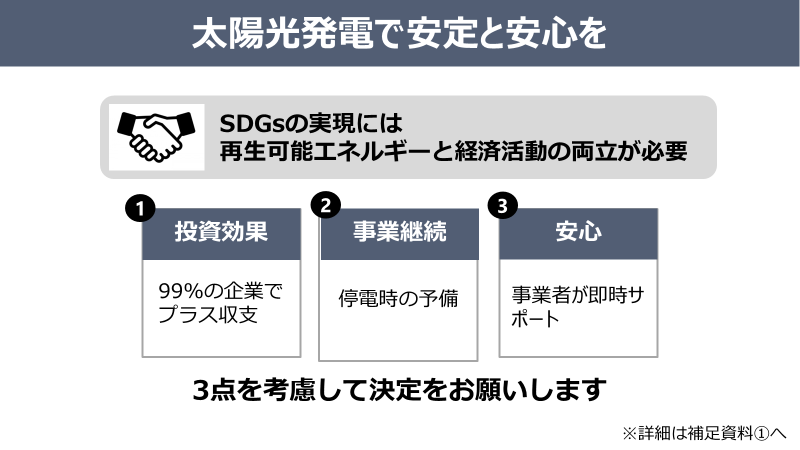 太陽光発電で安定と安心を
SDGsの実現には
再生可能エネルギーと経済活動の両立が必要
1
投資効果
99%の企業で
プラス収支
2
事業継続
停電時の予備
3
安心
事業者が即時サ
ポート
3点を考慮して決定をお願いします
※詳細は補足資料①へ